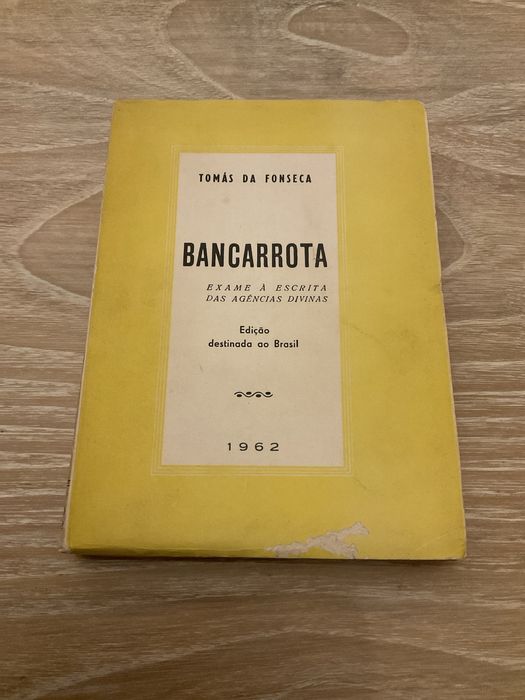 TOMÁS DA FONSECA
BANCARROTA
EXAME À ESCRITA
DAS AGÊNCIAS DIVINAS
Edição
destinada ao Brasil
1962